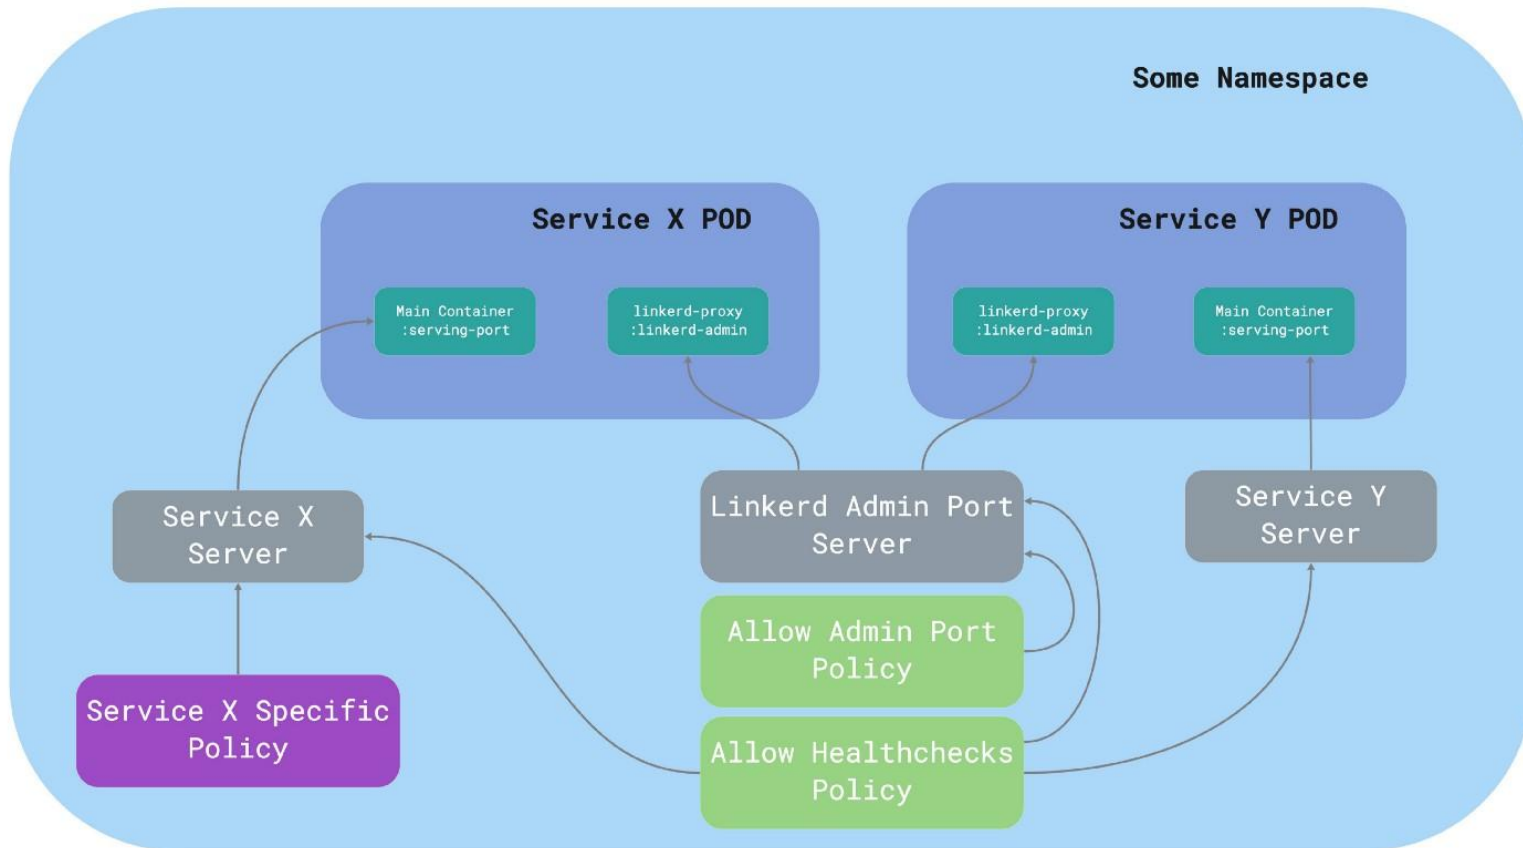 Some Namespace
Service X POD
Service Y POD
Main Container
:serving-port
linkerd-proxy
:linkerd-admin
linkerd-proxy
:linkerd-admin
Main Container
:serving-port
Service X
Server
Linkerd Admin Port
Server
Service Y
Server
Allow Admin Port
Policy
Service X Specific
Policy
Allow Healthchecks
Policy